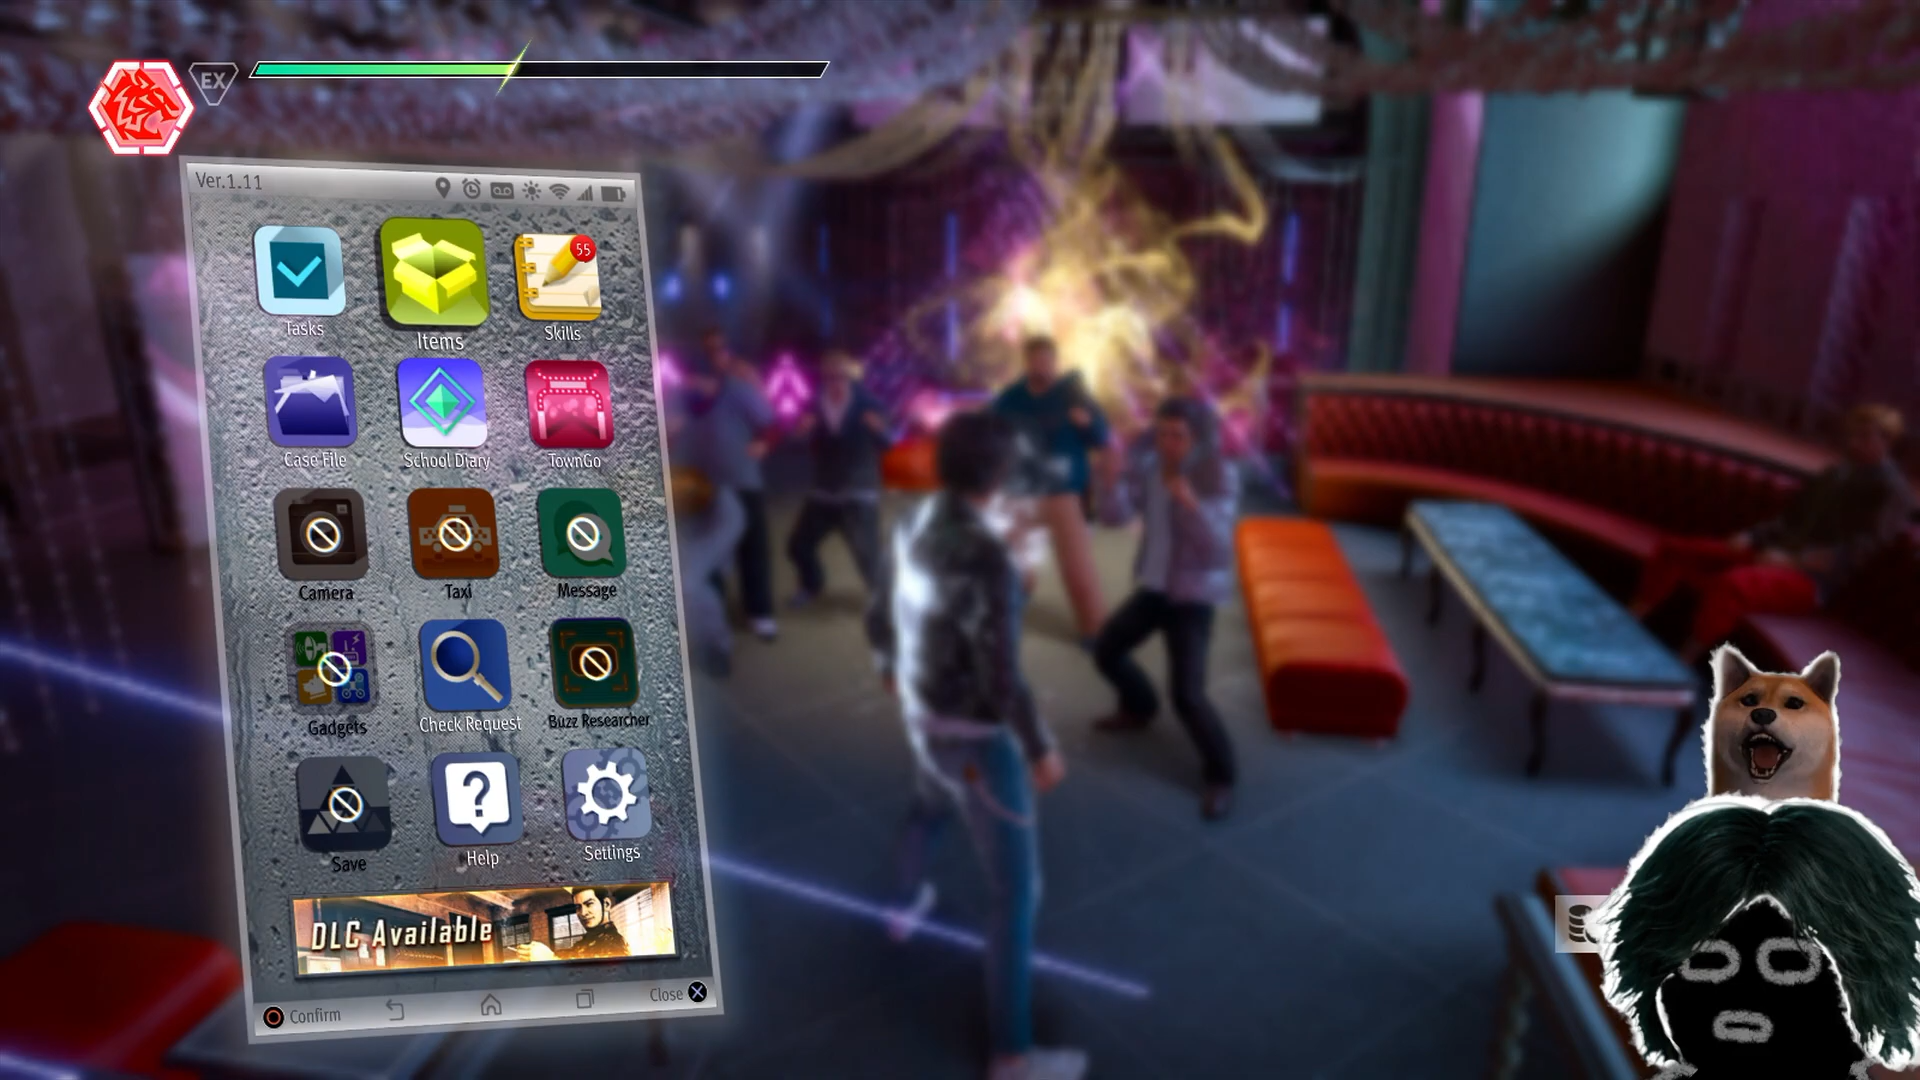 EX
Ver.1.11
55
Tasks
Items
Skills
Case File
School Diary
TownGo
Camera
Taxi
Message
Gadgets
Check Request
Buzz Researcher
Save
Help
Settings
DLC Available
Confirm
Close